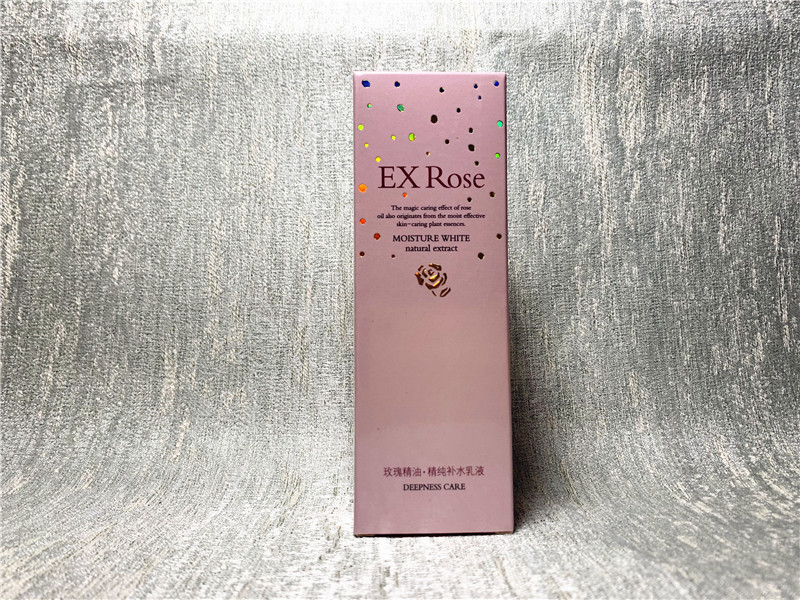 EX Rose
The magic caring effect of rose
oil also originates from the moist effective
skin-caring plant essences.
MOISTURE WHITE
natural extract
玫瑰精油·精纯补水乳液
DEEPNESS CARE